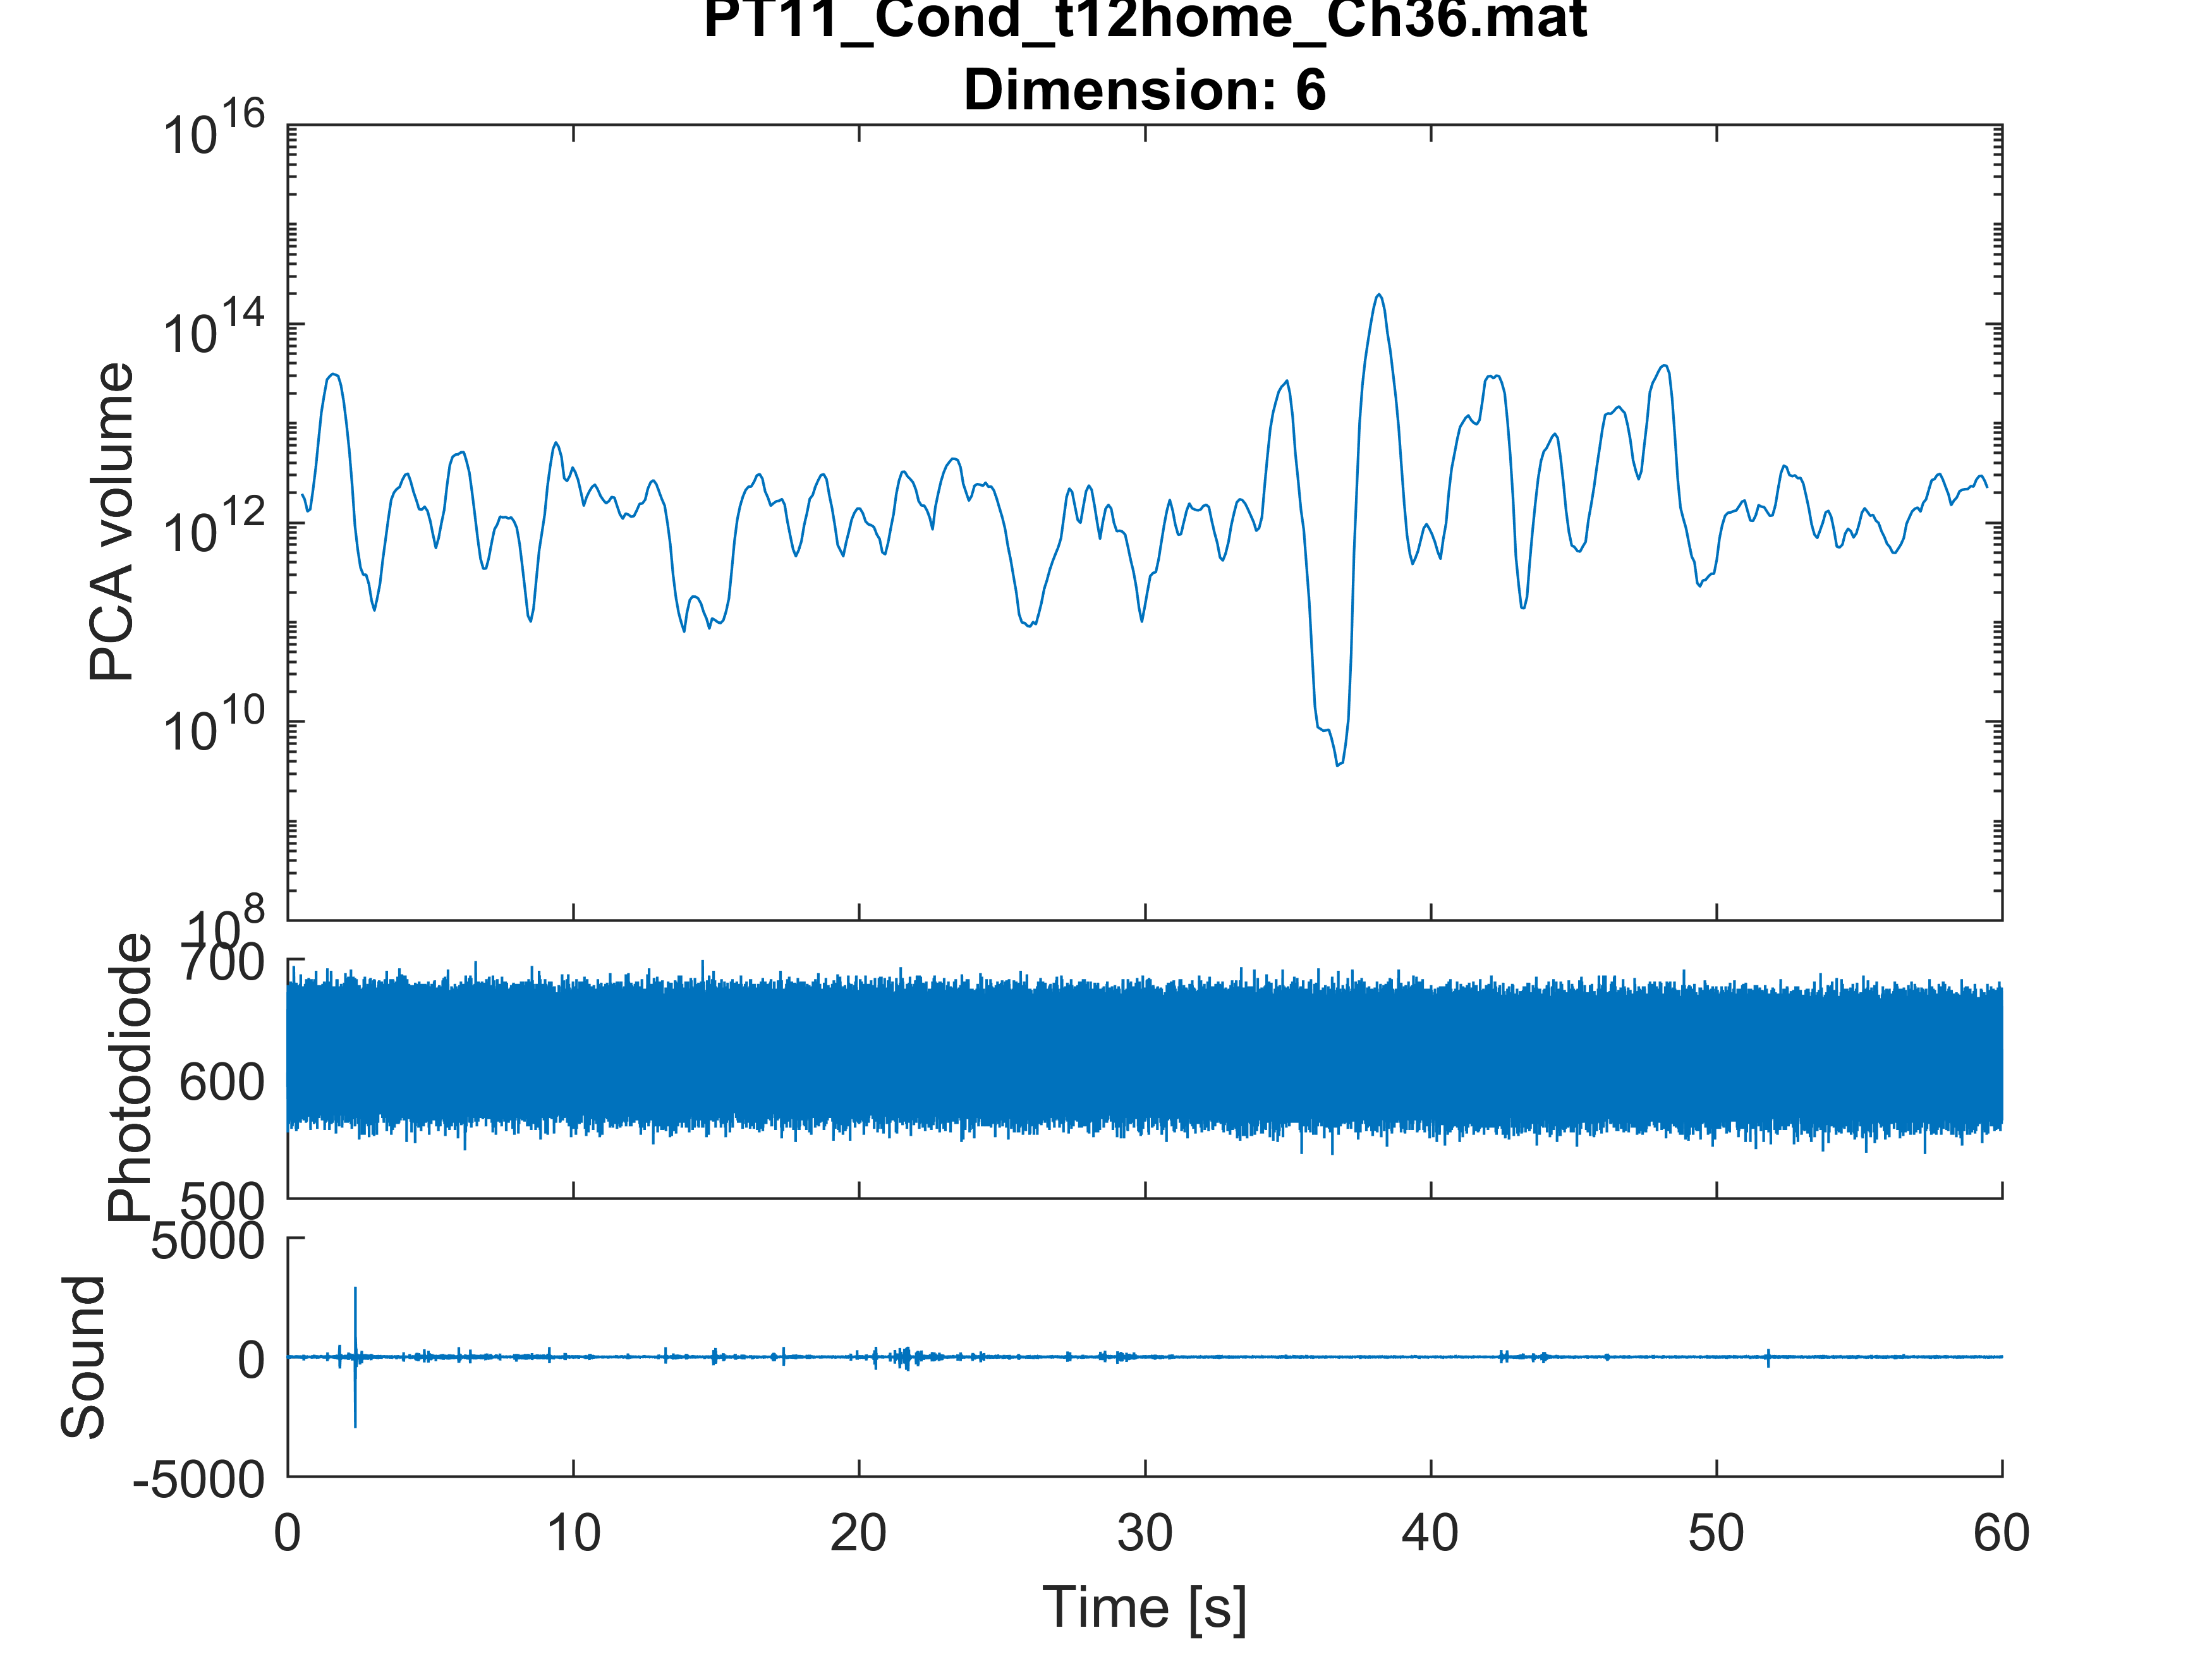 PT11_Cond_t12home_Ch36.mat
Dimension: 6
10^16
10^14
10^12
10^10
10^8
PCA volume
700
600
500
Photodiode
5000
0
-5000
Sound
0 10 20 30 40 50 60
Time [s]